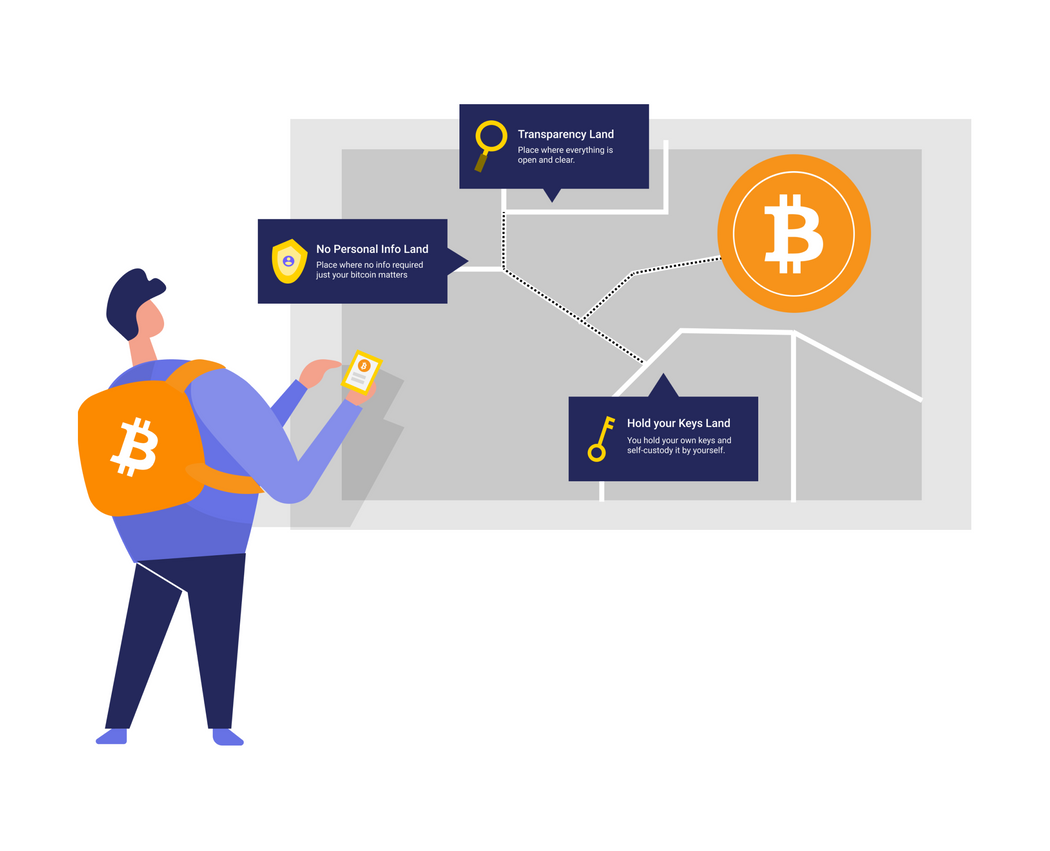 Transparency Land
Place where everything is
open and clear.
No Personal Info Land
Place where no info required
just your bitcoin matters
Hold your Keys Land
You hold your own keys and
self-custody it by yourself.